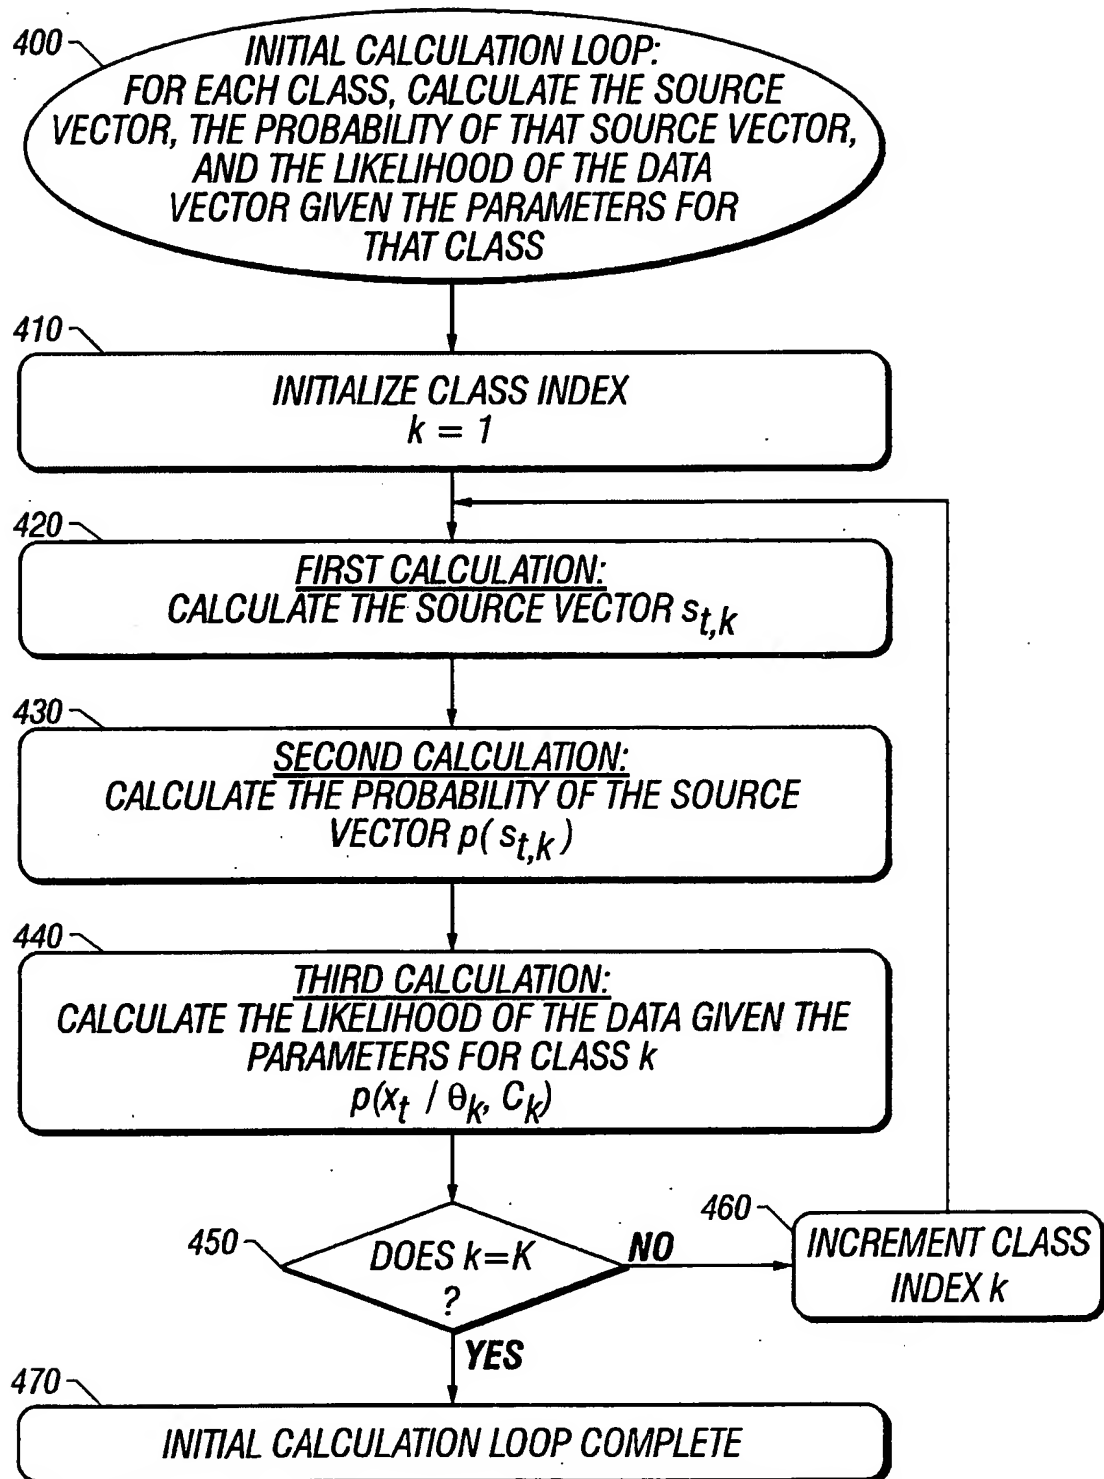 400
INITIAL CALCULATION LOOP:
FOR EACH CLASS, CALCULATE THE SOURCE
VECTOR, THE PROBABILITY OF THAT SOURCE VECTOR,
AND THE LIKELIHOOD OF THE DATA
VECTOR GIVEN THE PARAMETERS FOR
THAT CLASS
410
INITIALIZE CLASS INDEX
k = 1
420
FIRST CALCULATION:
CALCULATE THE SOURCE VECTOR s_{t,k}
430
SECOND CALCULATION:
CALCULATE THE PROBABILITY OF THE SOURCE
VECTOR p( s_{t,k} )
440
THIRD CALCULATION:
CALCULATE THE LIKELIHOOD OF THE DATA GIVEN THE
PARAMETERS FOR CLASS k
p(x_t / θ_k, C_k)
450
DOES k=K
?
NO
460
INCREMENT CLASS
INDEX k
YES
470
INITIAL CALCULATION LOOP COMPLETE